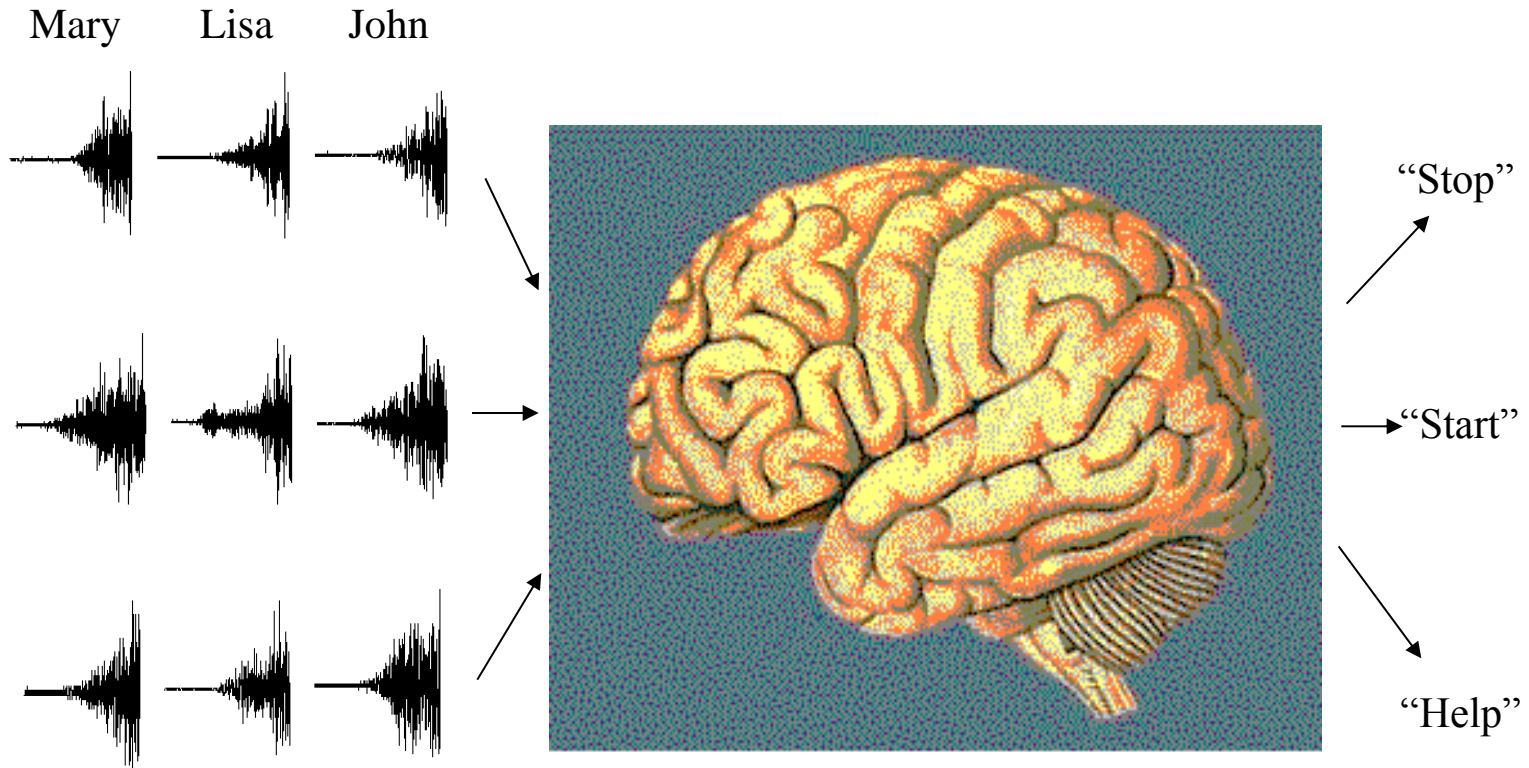 Mary Lisa John
“Stop”
“Start”
“Help”